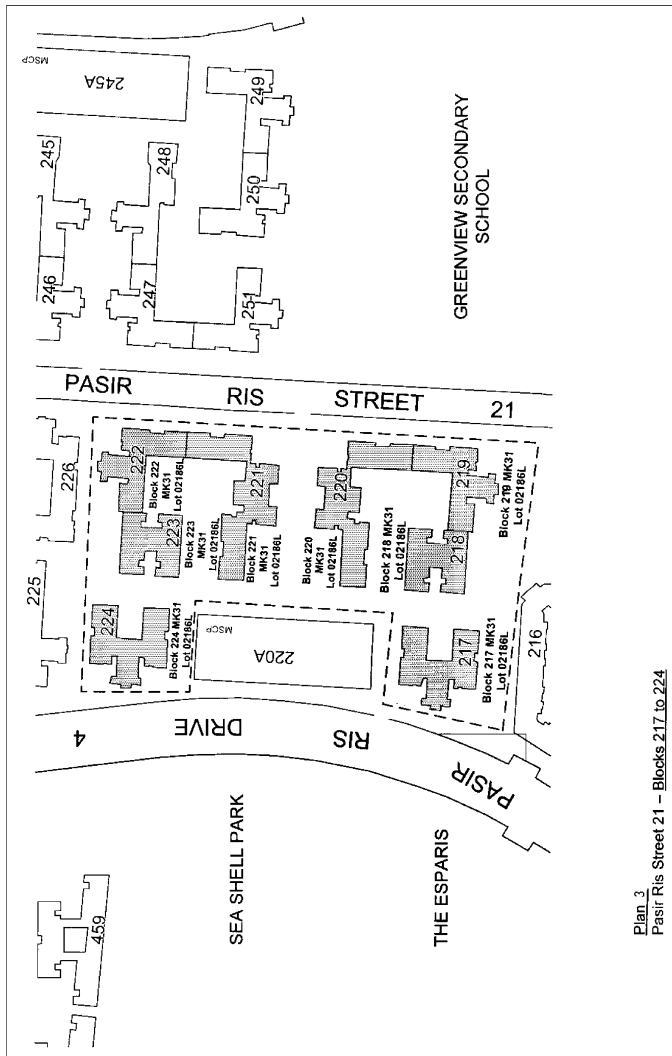 MSCP
245A
249
245
248
250
246
247
251
GREENVIEW SECONDARY
SCHOOL
PASIR RIS STREET 21
226
222
Block 222
MK31
Lot 02186L
221
220
219
Block 219 MK31
Lot 02186L
225
223
Block 223
MK31
Lot 02186L
Block 221
MK31
Lot 02186L
Block 220
MK31
Lot 02186L
Block 218 MK31
Lot 02186L
218
224
Block 224 MK31
Lot 02186L
MSCP
220A
217
Block 217 MK31
Lot 02186L
216
PASIR RIS DRIVE 4
SEA SHELL PARK
THE ESPARIS
459
Plan 3
Pasir Ris Street 21 – Blocks 217 to 224